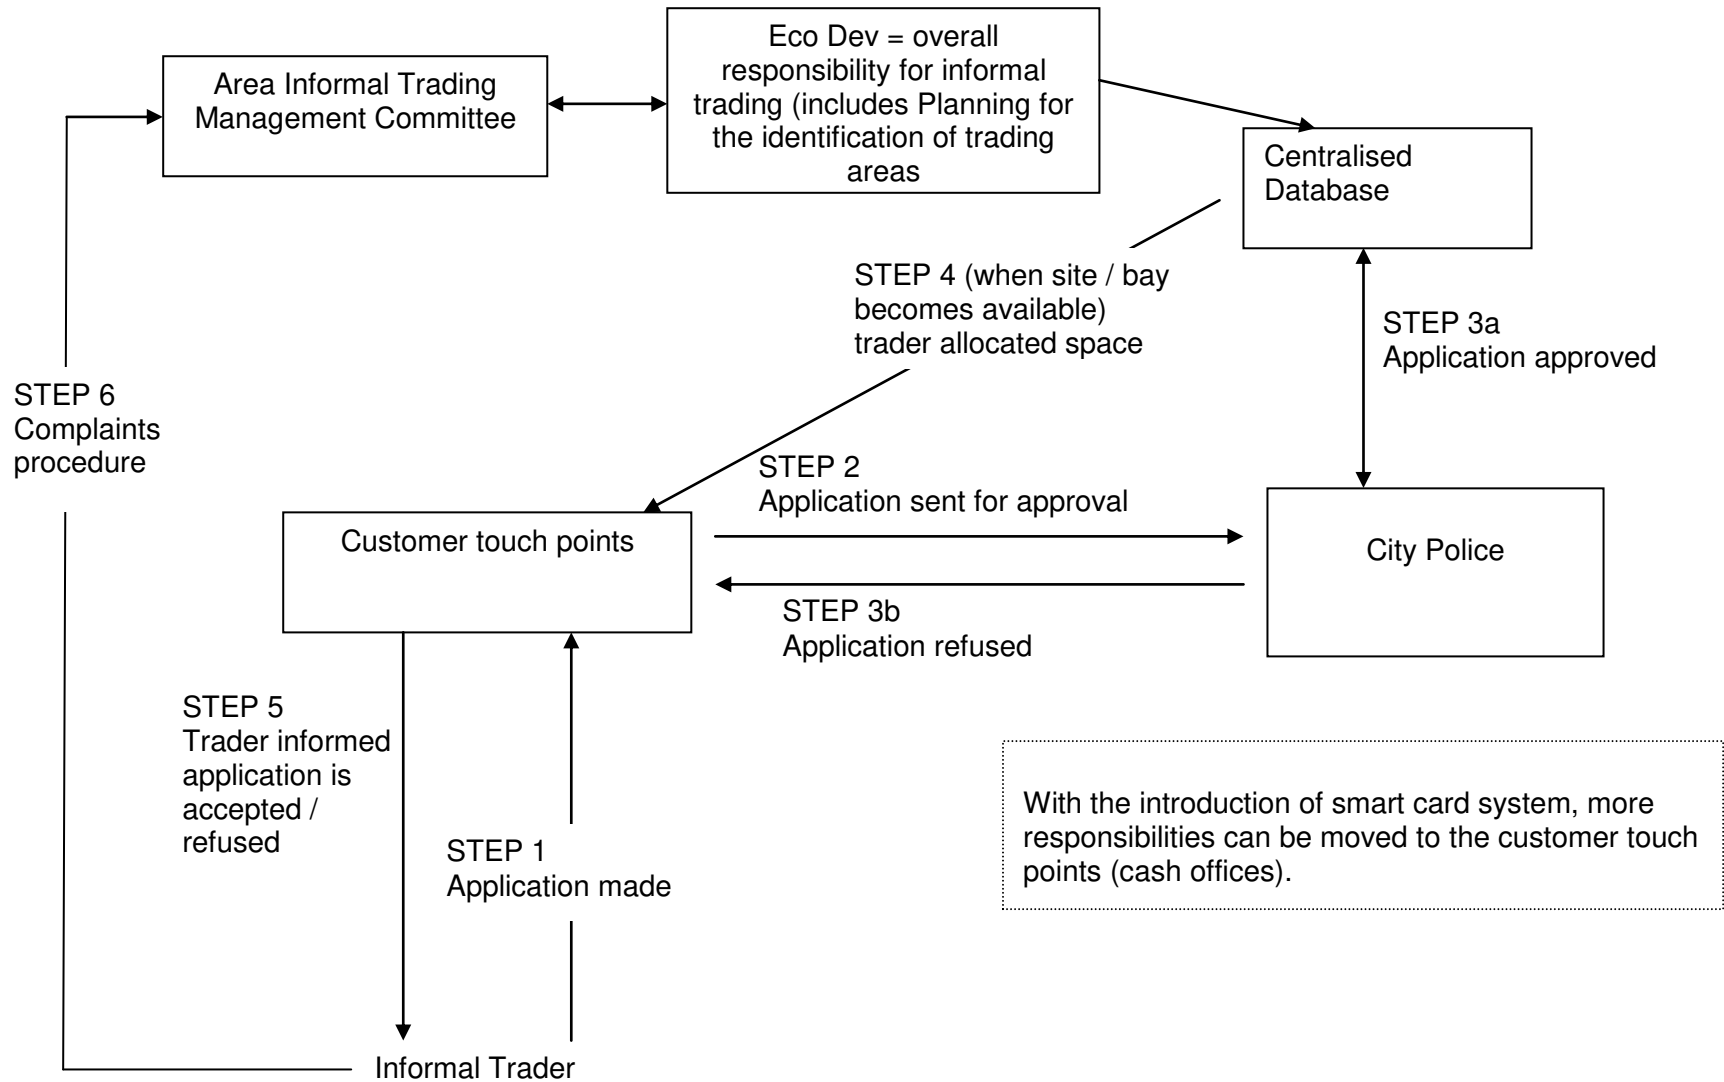 Eco Dev = overall
responsibility for informal
trading (includes Planning for
the identification of trading
areas
Area Informal Trading
Management Committee
Centralised
Database
STEP 4 (when site / bay
becomes available)
trader allocated space
STEP 3a
Application approved
STEP 6
Complaints
procedure
STEP 2
Application sent for approval
Customer touch points
City Police
STEP 3b
Application refused
STEP 5
Trader informed
application is
accepted /
refused
STEP 1
Application made
With the introduction of smart card system, more
responsibilities can be moved to the customer touch
points (cash offices).
Informal Trader